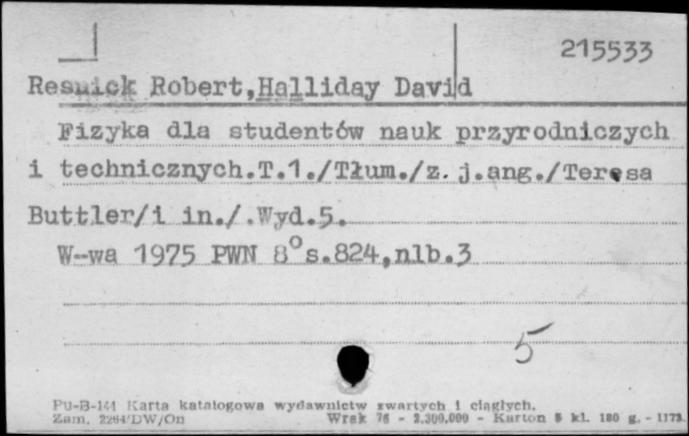 215533
Resnick Robert,Halliday David
Fizyka dla studentów nauk przyrodniczych
i technicznych.T.1./Tłum./z.j.ang./Teresa
Buttler/i in./.Wyd.5.
W-wa 1975 PWN 8°s.824,nlb.3
5
Pu-B-141 Karta katalogowa wydawnictw zwartych i ciągłych.
Zam. 2264/DW/On Wrzk 76 - 2.300.000 - Karton 5 kl. 180 g. - 1173